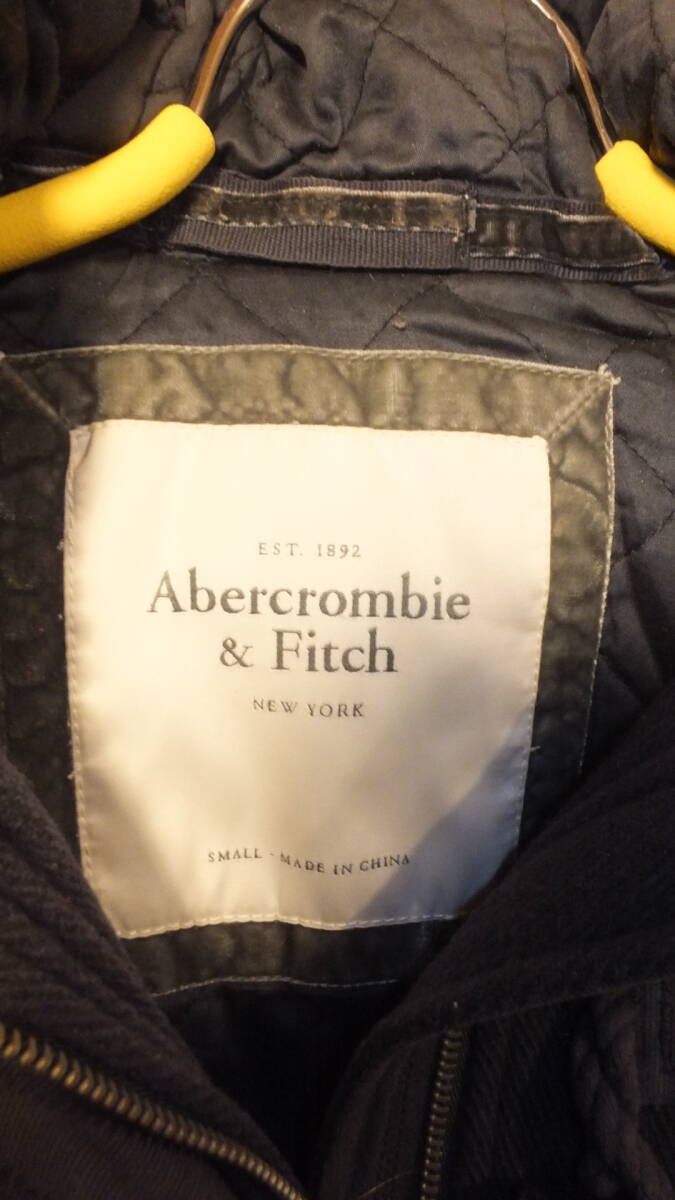 EST. 1892
Abercrombie
& Fitch
NEW YORK
SMALL - MADE IN CHINA